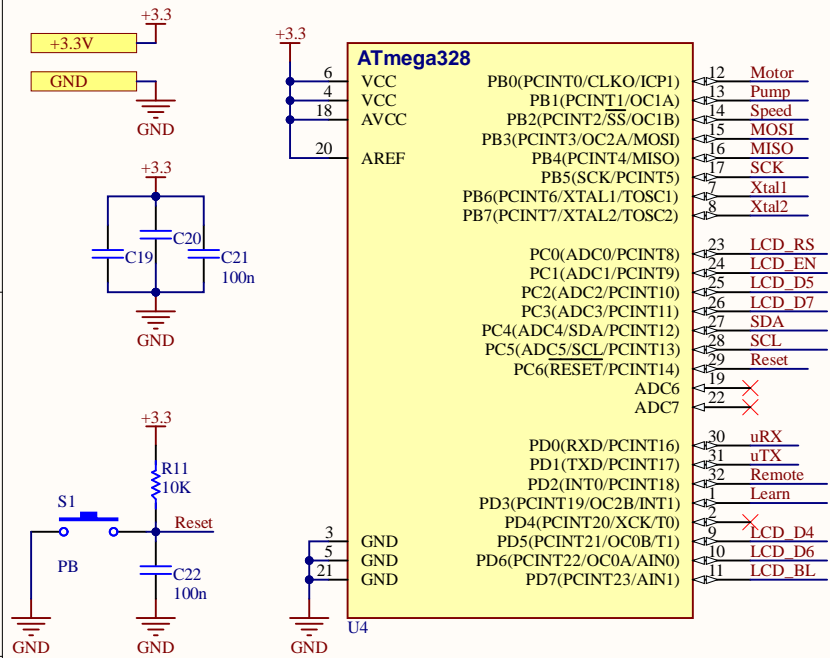 +3.3
+3.3V
GND
GND
+3.3
C19
C20
C21
100n
GND
+3.3
R11
10K
S1
Reset
PB
C22
100n
GND
GND
+3.3
ATmega328
6 VCC
4 VCC
18 AVCC
20 AREF
3 GND
5 GND
21 GND
GND
U4
PB0(PCINT0/CLKO/ICP1) 12 Motor
PB1(PCINT1/OC1A) 13 Pump
PB2(PCINT2/SS/OC1B) 14 Speed
PB3(PCINT3/OC2A/MOSI) 15 MOSI
PB4(PCINT4/MISO) 16 MISO
PB5(SCK/PCINT5) 17 SCK
PB6(PCINT6/XTAL1/TOSC1) 7 Xtal1
PB7(PCINT7/XTAL2/TOSC2) 8 Xtal2
PC0(ADC0/PCINT8) 23 LCD_RS
PC1(ADC1/PCINT9) 24 LCD_EN
PC2(ADC2/PCINT10) 25 LCD_D5
PC3(ADC3/PCINT11) 26 LCD_D7
PC4(ADC4/SDA/PCINT12) 27 SDA
PC5(ADC5/SCL/PCINT13) 28 SCL
PC6(RESET/PCINT14) 29 Reset
ADC6 19
ADC7 22
PD0(RXD/PCINT16) 30 uRX
PD1(TXD/PCINT17) 31 uTX
PD2(INT0/PCINT18) 32 Remote
PD3(PCINT19/OC2B/INT1) 1 Learn
PD4(PCINT20/XCK/T0) 2
PD5(PCINT21/OC0B/T1) 9 LCD_D4
PD6(PCINT22/OC0A/AIN0) 10 LCD_D6
PD7(PCINT23/AIN1) 11 LCD_BL